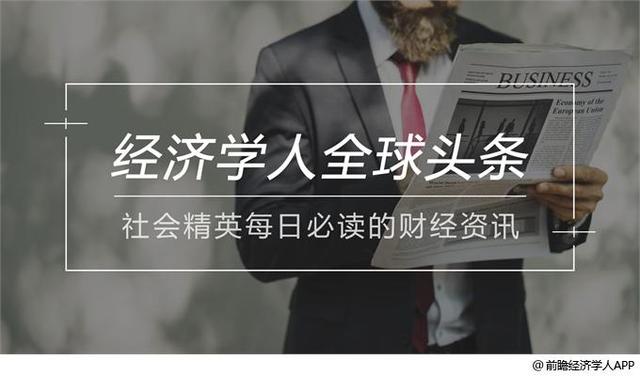 BUSINESS
Economy of the
European Union
经济学人全球头条
社会精英每日必读的财经资讯
@前瞻经济学人APP